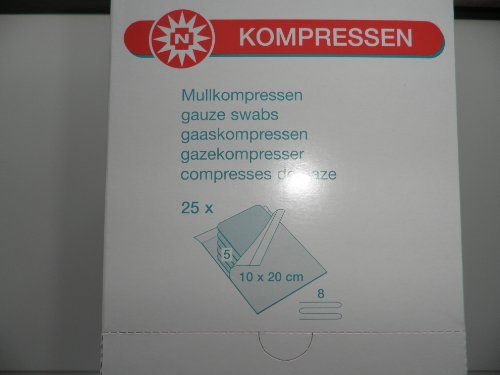 N KOMPRESSEN
Mullkompressen
gauze swabs
gaaskompressen
gazekompresser
compresses de gaze
25 x
5
10 x 20 cm
8